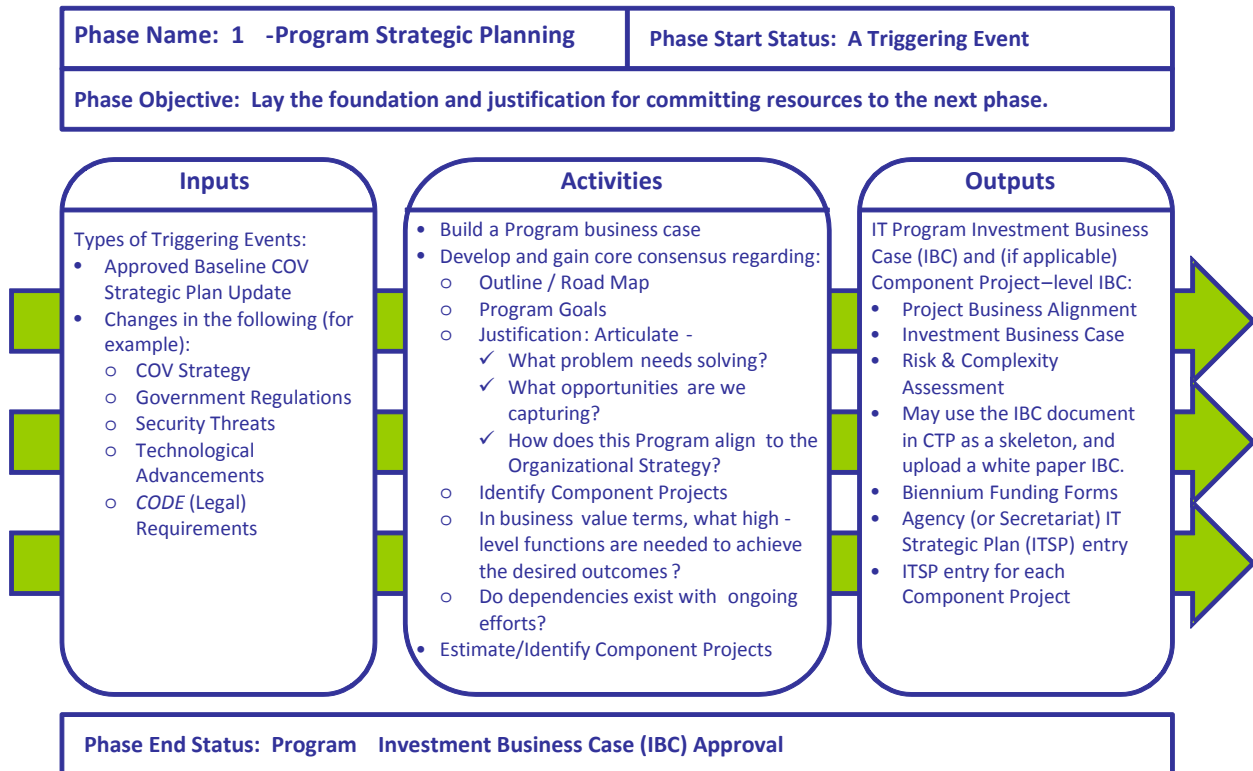 Phase Name: 1 -Program Strategic Planning
Phase Start Status: A Triggering Event
Phase Objective: Lay the foundation and justification for committing resources to the next phase.
Inputs
Types of Triggering Events:
• Approved Baseline COV
Strategic Plan Update
• Changes in the following (for
example):
o COV Strategy
o Government Regulations
o Security Threats
o Technological
Advancements
o CODE (Legal)
Requirements
Activities
• Build a Program business case
• Develop and gain core consensus regarding:
o Outline / Road Map
o Program Goals
o Justification: Articulate -
✓ What problem needs solving?
✓ What opportunities are we
capturing?
✓ How does this Program align to the
Organizational Strategy?
o Identify Component Projects
o In business value terms, what high -
level functions are needed to achieve
the desired outcomes ?
o Do dependencies exist with ongoing
efforts?
• Estimate/Identify Component Projects
Outputs
IT Program Investment Business
Case (IBC) and (if applicable)
Component Project–level IBC:
• Project Business Alignment
• Investment Business Case
• Risk & Complexity
Assessment
• May use the IBC document
in CTP as a skeleton, and
upload a white paper IBC.
• Biennium Funding Forms
• Agency (or Secretariat) IT
Strategic Plan (ITSP) entry
• ITSP entry for each
Component Project
Phase End Status: Program Investment Business Case (IBC) Approval